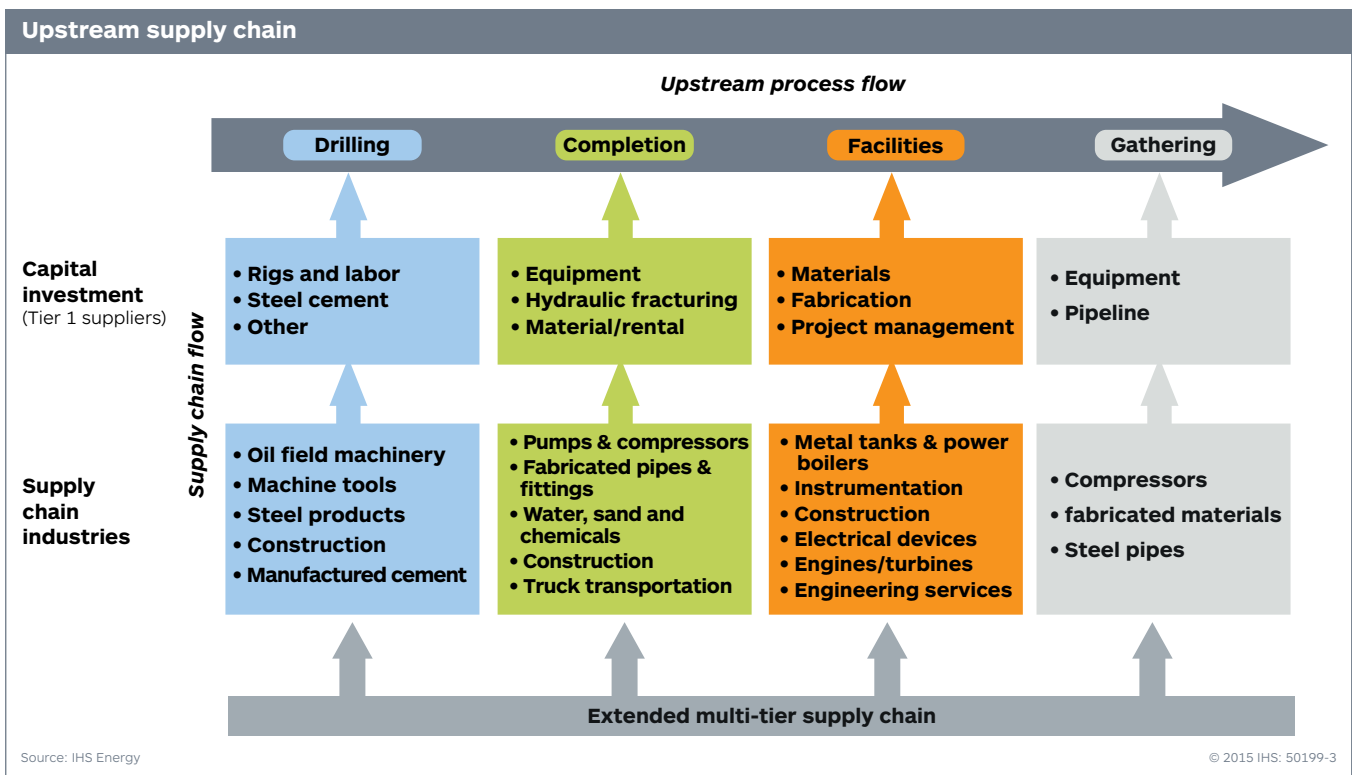 Upstream supply chain
Upstream process flow
Drilling
Completion
Facilities
Gathering
Capital
investment
(Tier 1 suppliers)
Supply chain flow
• Rigs and labor
• Steel cement
• Other
• Equipment
• Hydraulic fracturing
• Material/rental
• Materials
• Fabrication
• Project management
• Equipment
• Pipeline
Supply
chain
industries
• Oil field machinery
• Machine tools
• Steel products
• Construction
• Manufactured cement
• Pumps & compressors
• Fabricated pipes &
fittings
• Water, sand and
chemicals
• Construction
• Truck transportation
• Metal tanks & power
boilers
• Instrumentation
• Construction
• Electrical devices
• Engines/turbines
• Engineering services
• Compressors
• fabricated materials
• Steel pipes
Extended multi-tier supply chain
Source: IHS Energy
© 2015 IHS: 50199-3